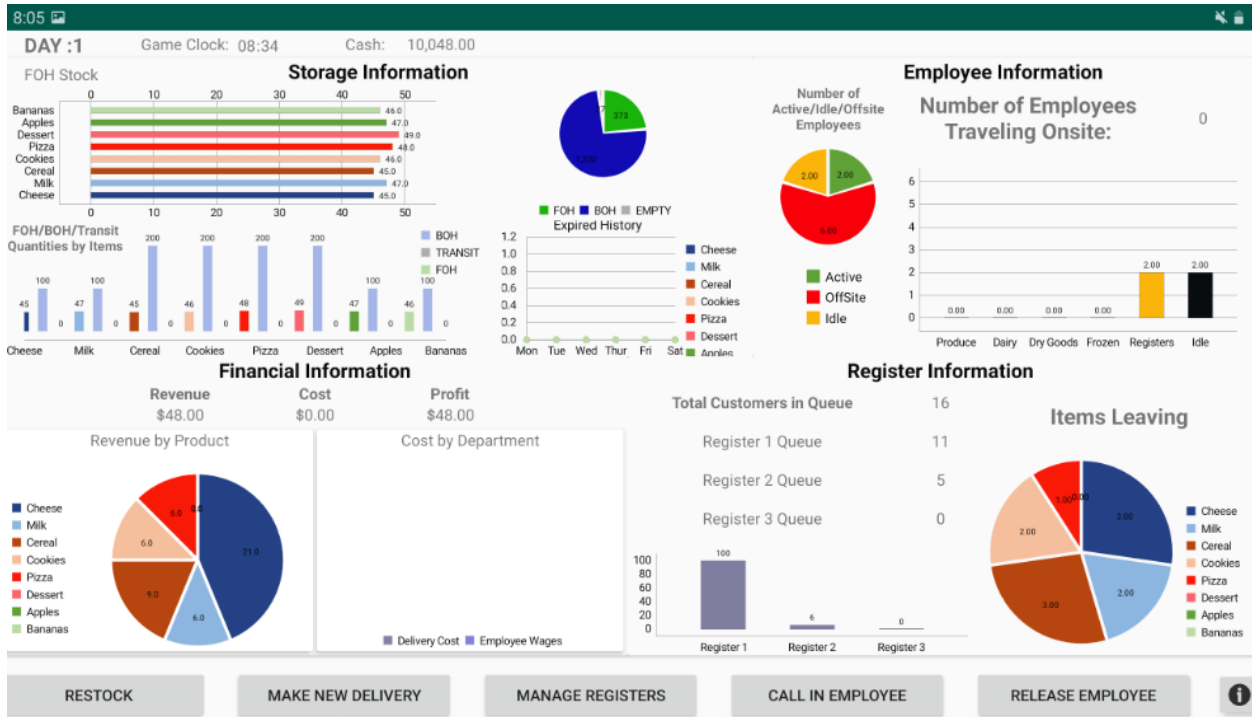 8:05
DAY :1 Game Clock: 08:34 Cash: 10,048.00
Storage Information
FOH Stock
0 10 20 30 40 50
Bananas 46.0
Apples 47.0
Dessert 49.0
Pizza 48.0
Cookies 46.0
Cereal 45.0
Milk 47.0
Cheese 45.0
0 10 20 30 40 50
373
1,200
FOH BOH EMPTY
FOH/BOH/Transit
Quantities by Items
BOH
TRANSIT
FOH
45 100 0
47 100 0
45 200 0
46 200 0
48 200 0
49 200 0
47 100 0
46 100 0
Cheese Milk Cereal Cookies Pizza Dessert Apples Bananas
Expired History
1.2
1.0
0.8
0.6
0.4
0.2
0.0
Mon Tue Wed Thur Fri Sat
Cheese
Milk
Cereal
Cookies
Pizza
Dessert
Apples
Employee Information
Number of
Active/Idle/Offsite
Employees
2.00 2.00
6.00
Active
OffSite
Idle
Number of Employees
Traveling Onsite:
0
6
5
4
3
2
1
0
0.00 0.00 0.00 0.00 2.00 2.00
Produce Dairy Dry Goods Frozen Registers Idle
Financial Information
Revenue Cost Profit
$48.00 $0.00 $48.00
Revenue by Product
Cheese
Milk
Cereal
Cookies
Pizza
Dessert
Apples
Bananas
6.0 0.0
21.0
6.0
9.0
6.0
Cost by Department
Delivery Cost Employee Wages
Register Information
Total Customers in Queue 16
Register 1 Queue 11
Register 2 Queue 5
Register 3 Queue 0
100
80
60
40
20
0
100 6 0
Register 1 Register 2 Register 3
Items Leaving
1.00 0.00
3.00
2.00
2.00
3.00
Cheese
Milk
Cereal
Cookies
Pizza
Dessert
Apples
Bananas
RESTOCK
MAKE NEW DELIVERY
MANAGE REGISTERS
CALL IN EMPLOYEE
RELEASE EMPLOYEE